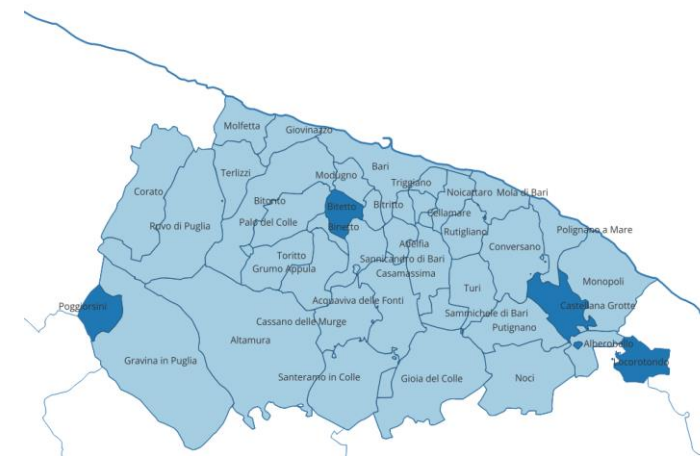 Molfetta
Giovinazzo
Bari
Terlizzi
Modugno
Triggiano
Corato
Bitonto
Noicattaro
Mola di Bari
Bitetto
Bitritto
Cellamare
Ruvo di Puglia
Palo del Colle
Binetto
Rutigliano
Polignano a Mare
Adelfia
Conversano
Toritto
Sannicandro di Bari
Grumo Appula
Casamassima
Monopoli
Turi
Poggiorsini
Acquaviva delle Fonti
Castellana Grotte
Sammichele di Bari
Cassano delle Murge
Putignano
Altamura
Alberobello
Gravina in Puglia
Locorotondo
Santeramo in Colle
Gioia del Colle
Noci